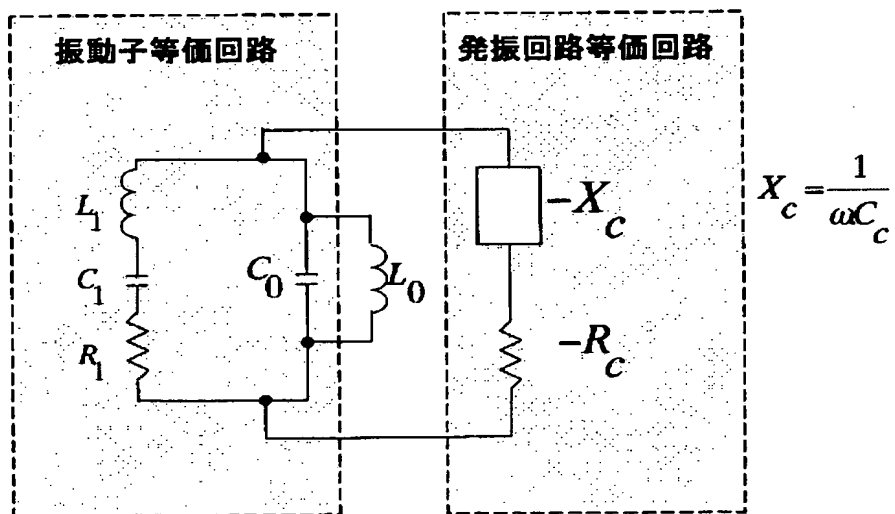 振動子等価回路
発振回路等価回路
L1
C1
R1
C0
L0
-Xc
-Rc
Xc = 1/ωCc